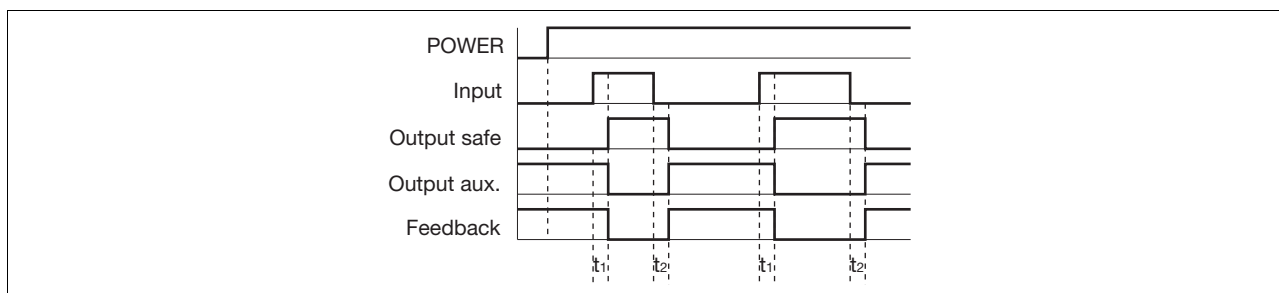 POWER
Input
Output safe
Output aux.
Feedback
t1 t2 t1 t2